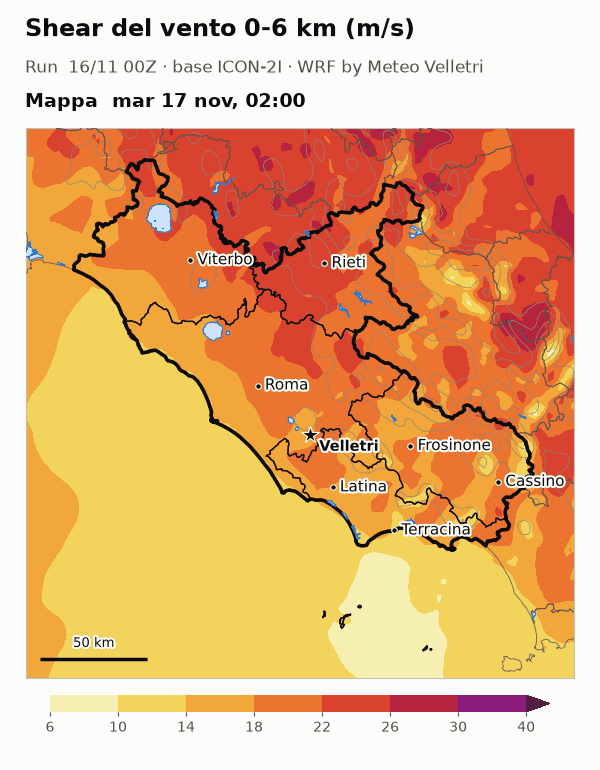 Shear del vento 0-6 km (m/s)
Run  16/11 00Z · base ICON-2I · WRF by Meteo Velletri
Mappa  mar 17 nov, 02:00
Viterbo
Rieti
Roma
Velletri
Frosinone
Cassino
Latina
Terracina
50 km
6 10 14 18 22 26 30 40